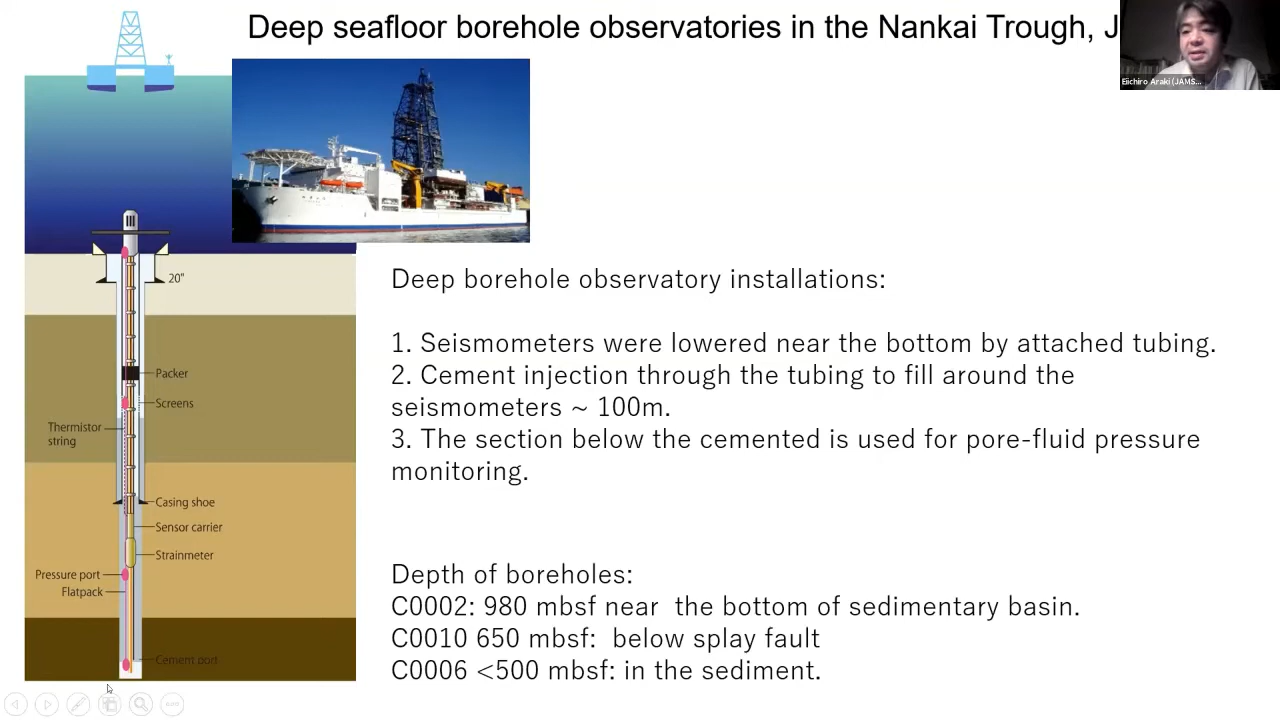 Deep seafloor borehole observatories in the Nankai Trough, J
Eiichiro Araki (JAMS...
20"
Packer
Screens
Thermistor
string
Casing shoe
Sensor carrier
Strainmeter
Pressure port
Flatpack
Cement port
Deep borehole observatory installations:
1. Seismometers were lowered near the bottom by attached tubing.
2. Cement injection through the tubing to fill around the
seismometers ~ 100m.
3. The section below the cemented is used for pore-fluid pressure
monitoring.
Depth of boreholes:
C0002: 980 mbsf near  the bottom of sedimentary basin.
C0010 650 mbsf:  below splay fault
C0006 <500 mbsf: in the sediment.